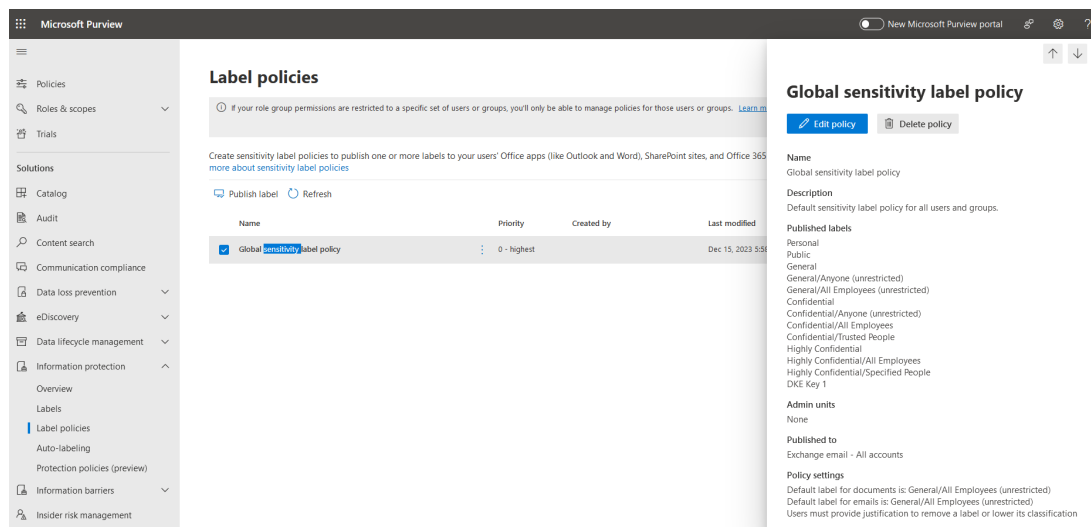 Microsoft Purview
New Microsoft Purview portal
?
Policies
Roles & scopes
Trials
Solutions
Catalog
Audit
Content search
Communication compliance
Data loss prevention
eDiscovery
Data lifecycle management
Information protection
Overview
Labels
Label policies
Auto-labeling
Protection policies (preview)
Information barriers
Insider risk management
Label policies
If your role group permissions are restricted to a specific set of users or groups, you'll only be able to manage policies for those users or groups. Learn m
Create sensitivity label policies to publish one or more labels to your users' Office apps (like Outlook and Word), SharePoint sites, and Office 365
more about sensitivity label policies
Publish label Refresh
Name Priority Created by Last modified
Global sensitivity label policy 0 - highest Dec 15, 2023 5:58
Global sensitivity label policy
Edit policy Delete policy
Name
Global sensitivity label policy
Description
Default sensitivity label policy for all users and groups.
Published labels
Personal
Public
General
General/Anyone (unrestricted)
General/All Employees (unrestricted)
Confidential
Confidential/Anyone (unrestricted)
Confidential/All Employees
Confidential/Trusted People
Highly Confidential
Highly Confidential/All Employees
Highly Confidential/Specified People
DKE Key 1
Admin units
None
Published to
Exchange email - All accounts
Policy settings
Default label for documents is: General/All Employees (unrestricted)
Default label for emails is: General/All Employees (unrestricted)
Users must provide justification to remove a label or lower its classification